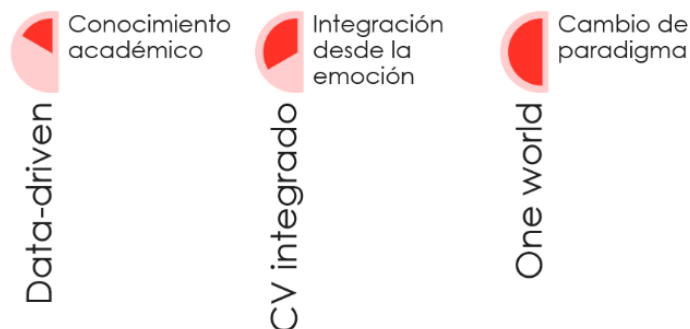 Conocimiento
académico
Data-driven
Integración
desde la
emoción
CV integrado
Cambio de
paradigma
One world